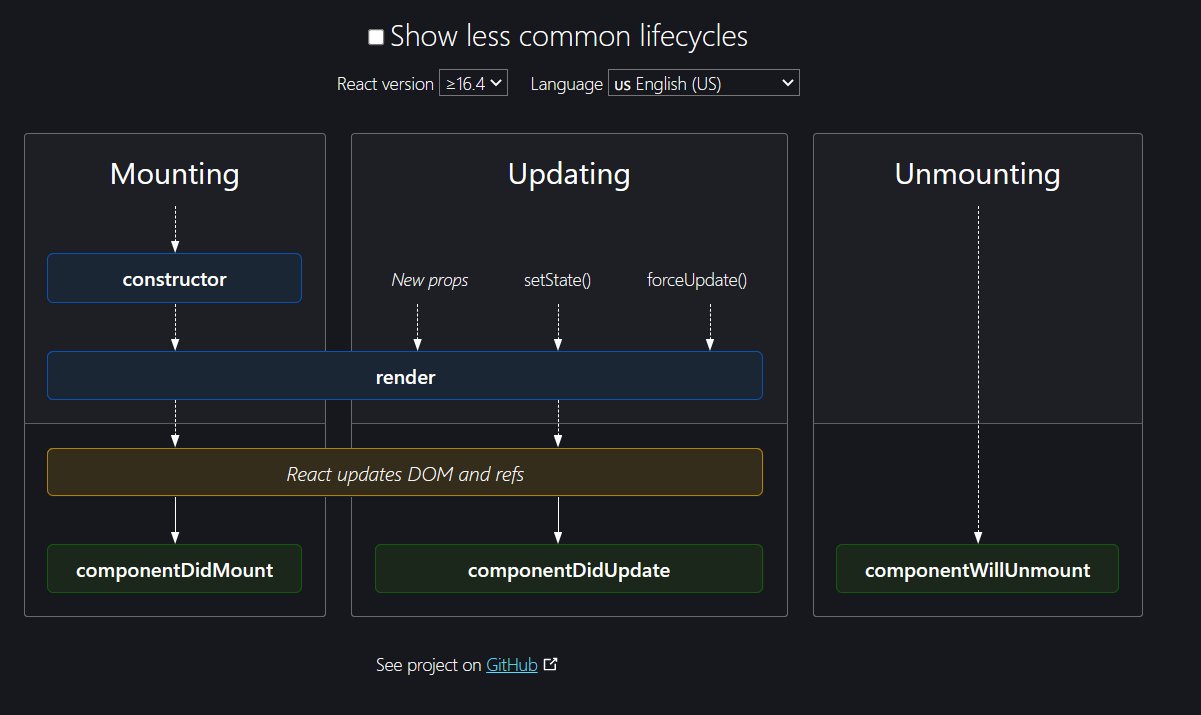 Show less common lifecycles
React version ≥16.4 Language us English (US)
Mounting
Updating
Unmounting
constructor
New props
setState()
forceUpdate()
render
React updates DOM and refs
componentDidMount
componentDidUpdate
componentWillUnmount
See project on GitHub